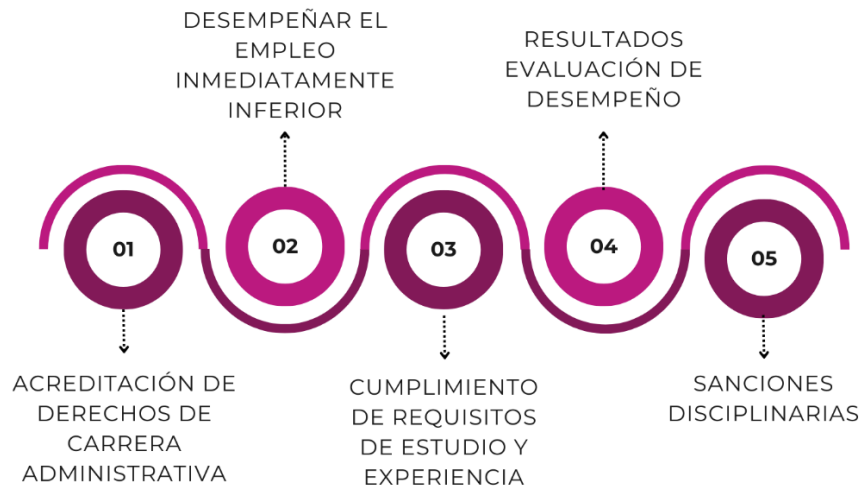 01
ACREDITACIÓN DE
DERECHOS DE
CARRERA
ADMINISTRATIVA
DESEMPEÑAR EL
EMPLEO
INMEDIATAMENTE
INFERIOR
02
03
CUMPLIMIENTO
DE REQUISITOS
DE ESTUDIO Y
EXPERIENCIA
RESULTADOS
EVALUACIÓN DE
DESEMPEÑO
04
05
SANCIONES
DISCIPLINARIAS